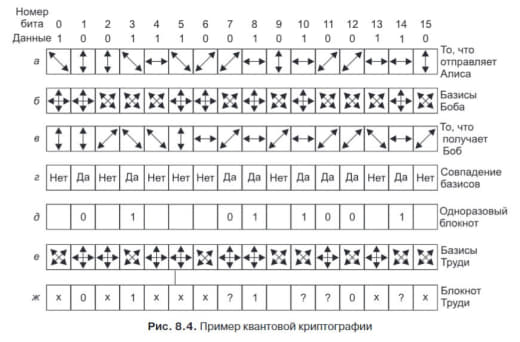 Номер
бита 0 1 2 3 4 5 6 7 8 9 10 11 12 13 14 15
Данные 1 0 0 1 1 1 0 0 1 0 1 0 0 1 1 0
а То, что
отправляет
Алиса
б Базисы
Боба
в То, что
получает
Боб
г Нет Да Нет Да Нет Нет Нет Да Да Нет Да Да Да Нет Да Нет Совпадение
базисов
д 0 1 0 1 1 0 0 1 Одноразовый
блокнот
е Базисы
Труди
ж x 0 x 1 x x x ? 1 ? ? 0 x ? x Блокнот
Труди
Рис. 8.4. Пример квантовой криптографии